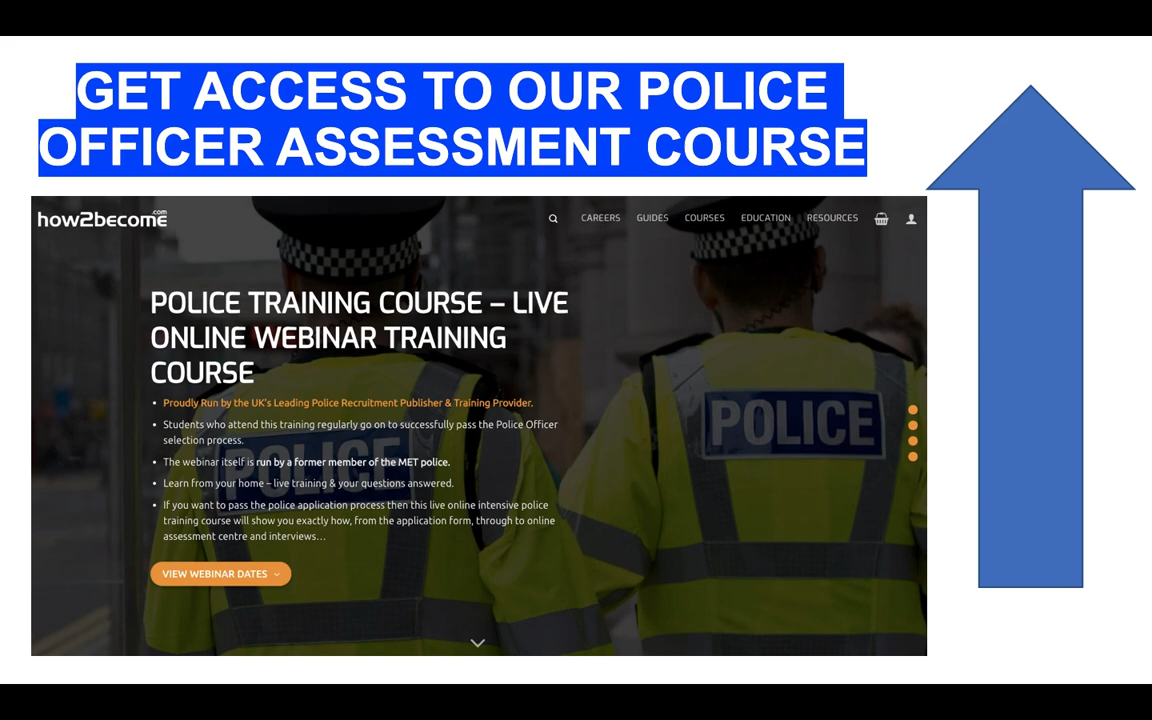 GET ACCESS TO OUR POLICE
OFFICER ASSESSMENT COURSE
how2become.com
CAREERS GUIDES COURSES EDUCATION RESOURCES
POLICE TRAINING COURSE – LIVE
ONLINE WEBINAR TRAINING
COURSE
• Proudly Run by the UK's Leading Police Recruitment Publisher & Training Provider.
• Students who attend this training regularly go on to successfully pass the Police Officer
selection process.
• The webinar itself is run by a former member of the MET police.
• Learn from your home – live training & your questions answered.
• If you want to pass the police application process then this live online intensive police
training course will show you exactly how, from the application form, through to online
assessment centre and interviews…
VIEW WEBINAR DATES
POLICE
POLICE